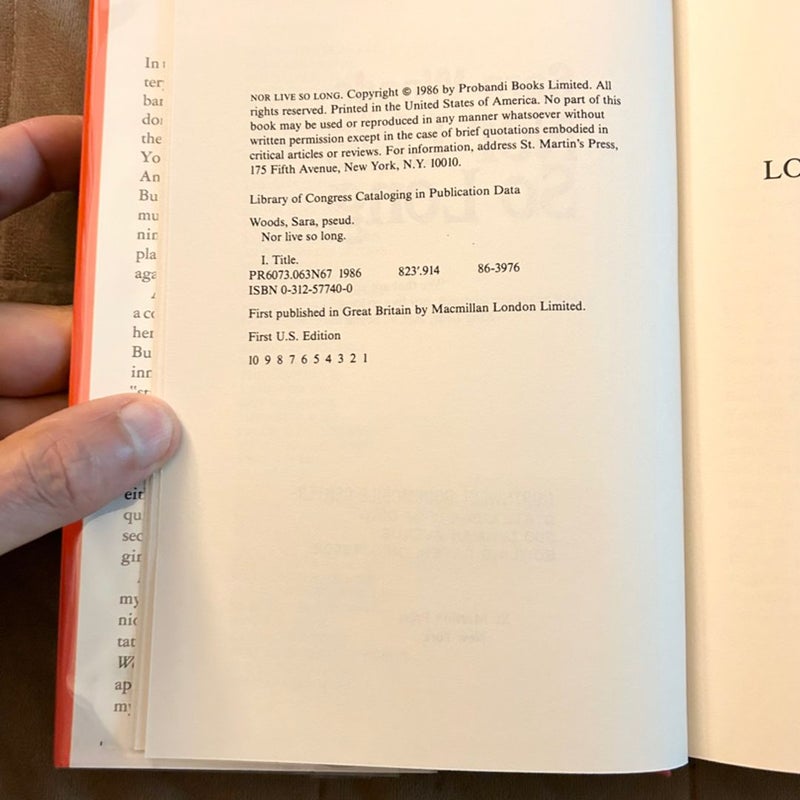 NOR LIVE SO LONG. Copyright © 1986 by Probandi Books Limited. All
rights reserved. Printed in the United States of America. No part of this
book may be used or reproduced in any manner whatsoever without
written permission except in the case of brief quotations embodied in
critical articles or reviews. For information, address St. Martin's Press,
175 Fifth Avenue, New York, N.Y. 10010.
Library of Congress Cataloging in Publication Data
Woods, Sara, pseud.
Nor live so long.
I. Title.
PR6073.063N67 1986 823'.914 86-3976
ISBN 0-312-57740-0
First published in Great Britain by Macmillan London Limited.
First U.S. Edition
10 9 8 7 6 5 4 3 2 1
LO